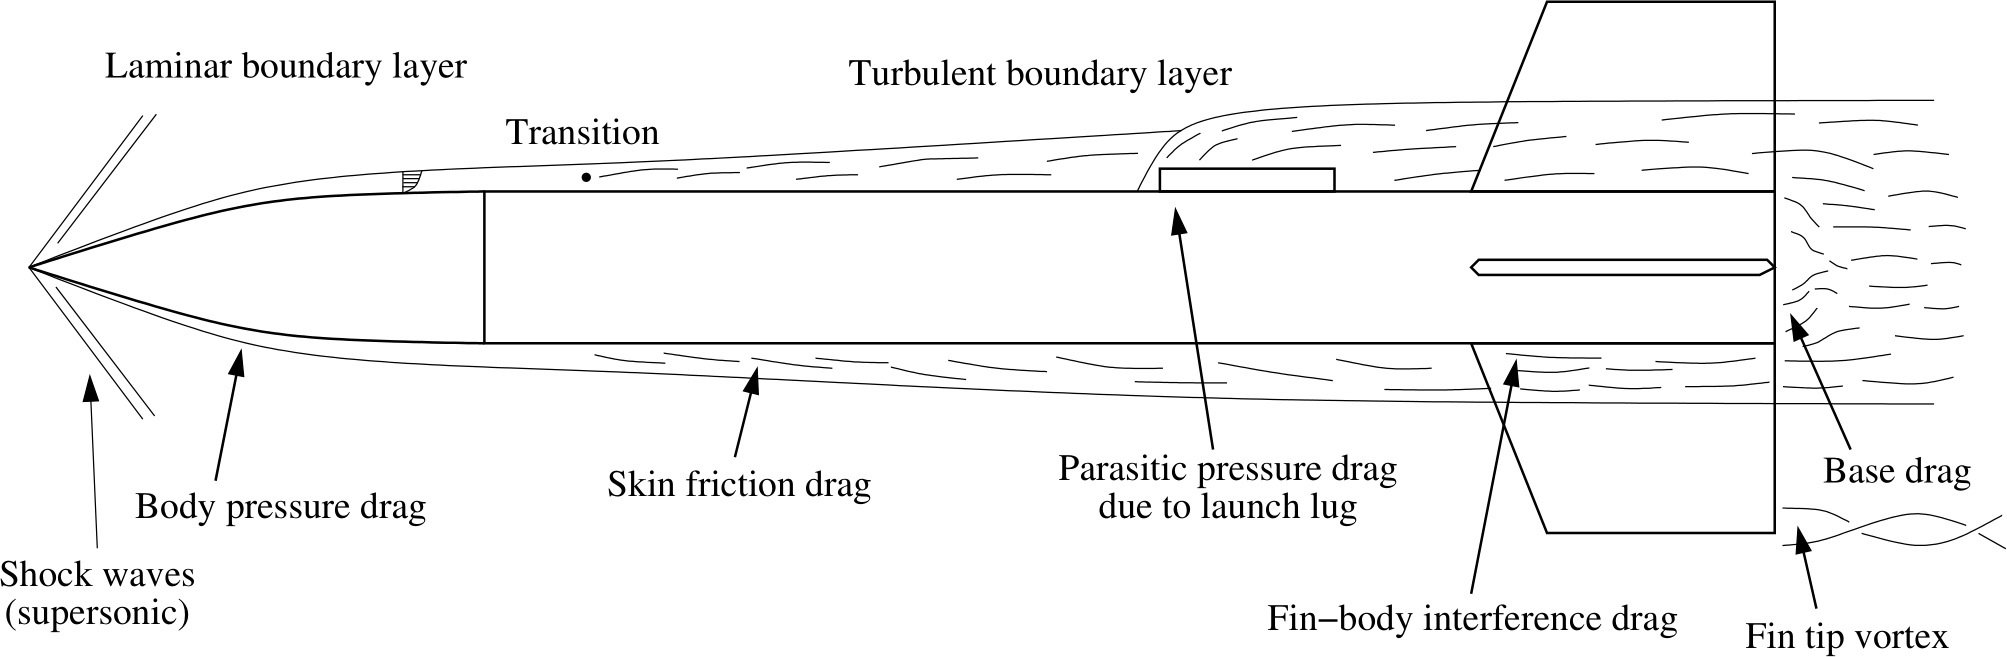 Laminar boundary layer
Turbulent boundary layer
Transition
Parasitic pressure drag
due to launch lug
Base drag
Skin friction drag
Body pressure drag
Shock waves
(supersonic)
Fin−body interference drag
Fin tip vortex